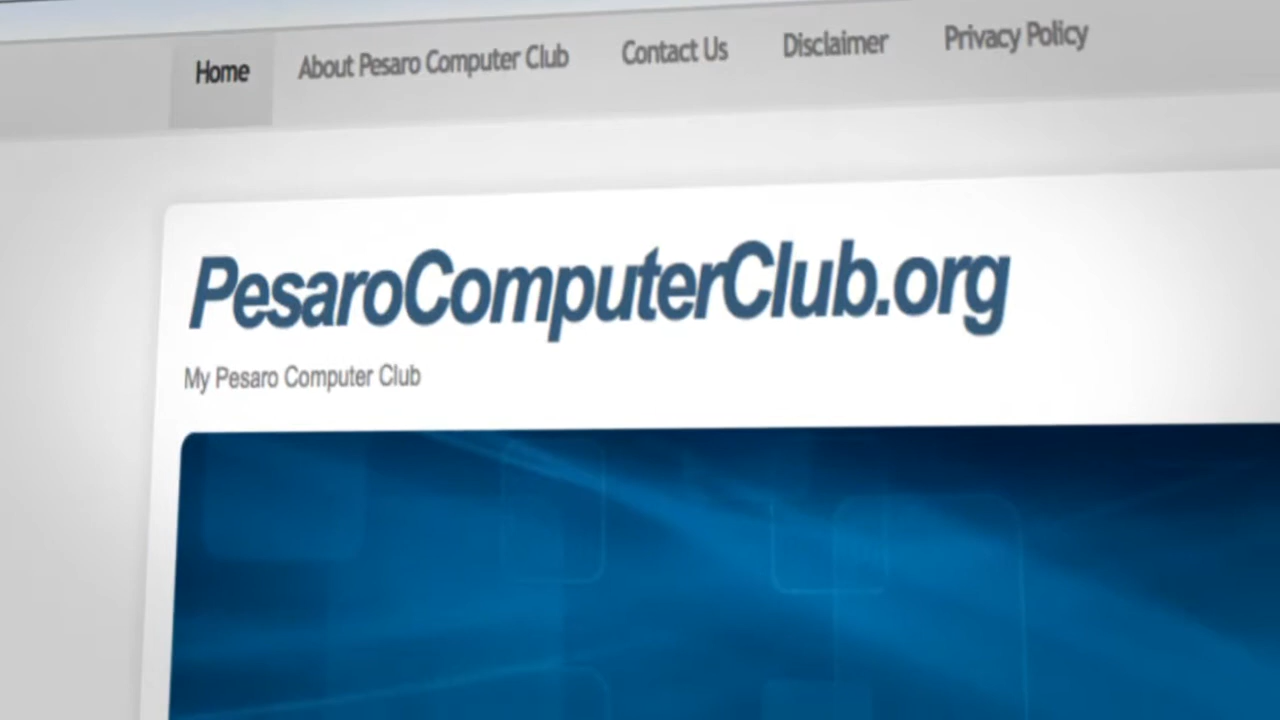 Home About Pesaro Computer Club Contact Us Disclaimer Privacy Policy
PesaroComputerClub.org
My Pesaro Computer Club